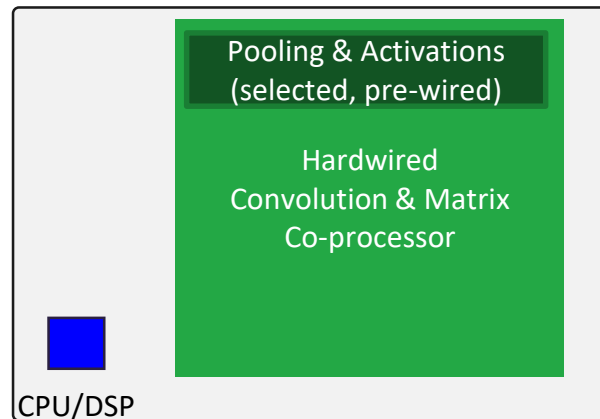 Pooling & Activations
(selected, pre-wired)
Hardwired
Convolution & Matrix
Co-processor
CPU/DSP